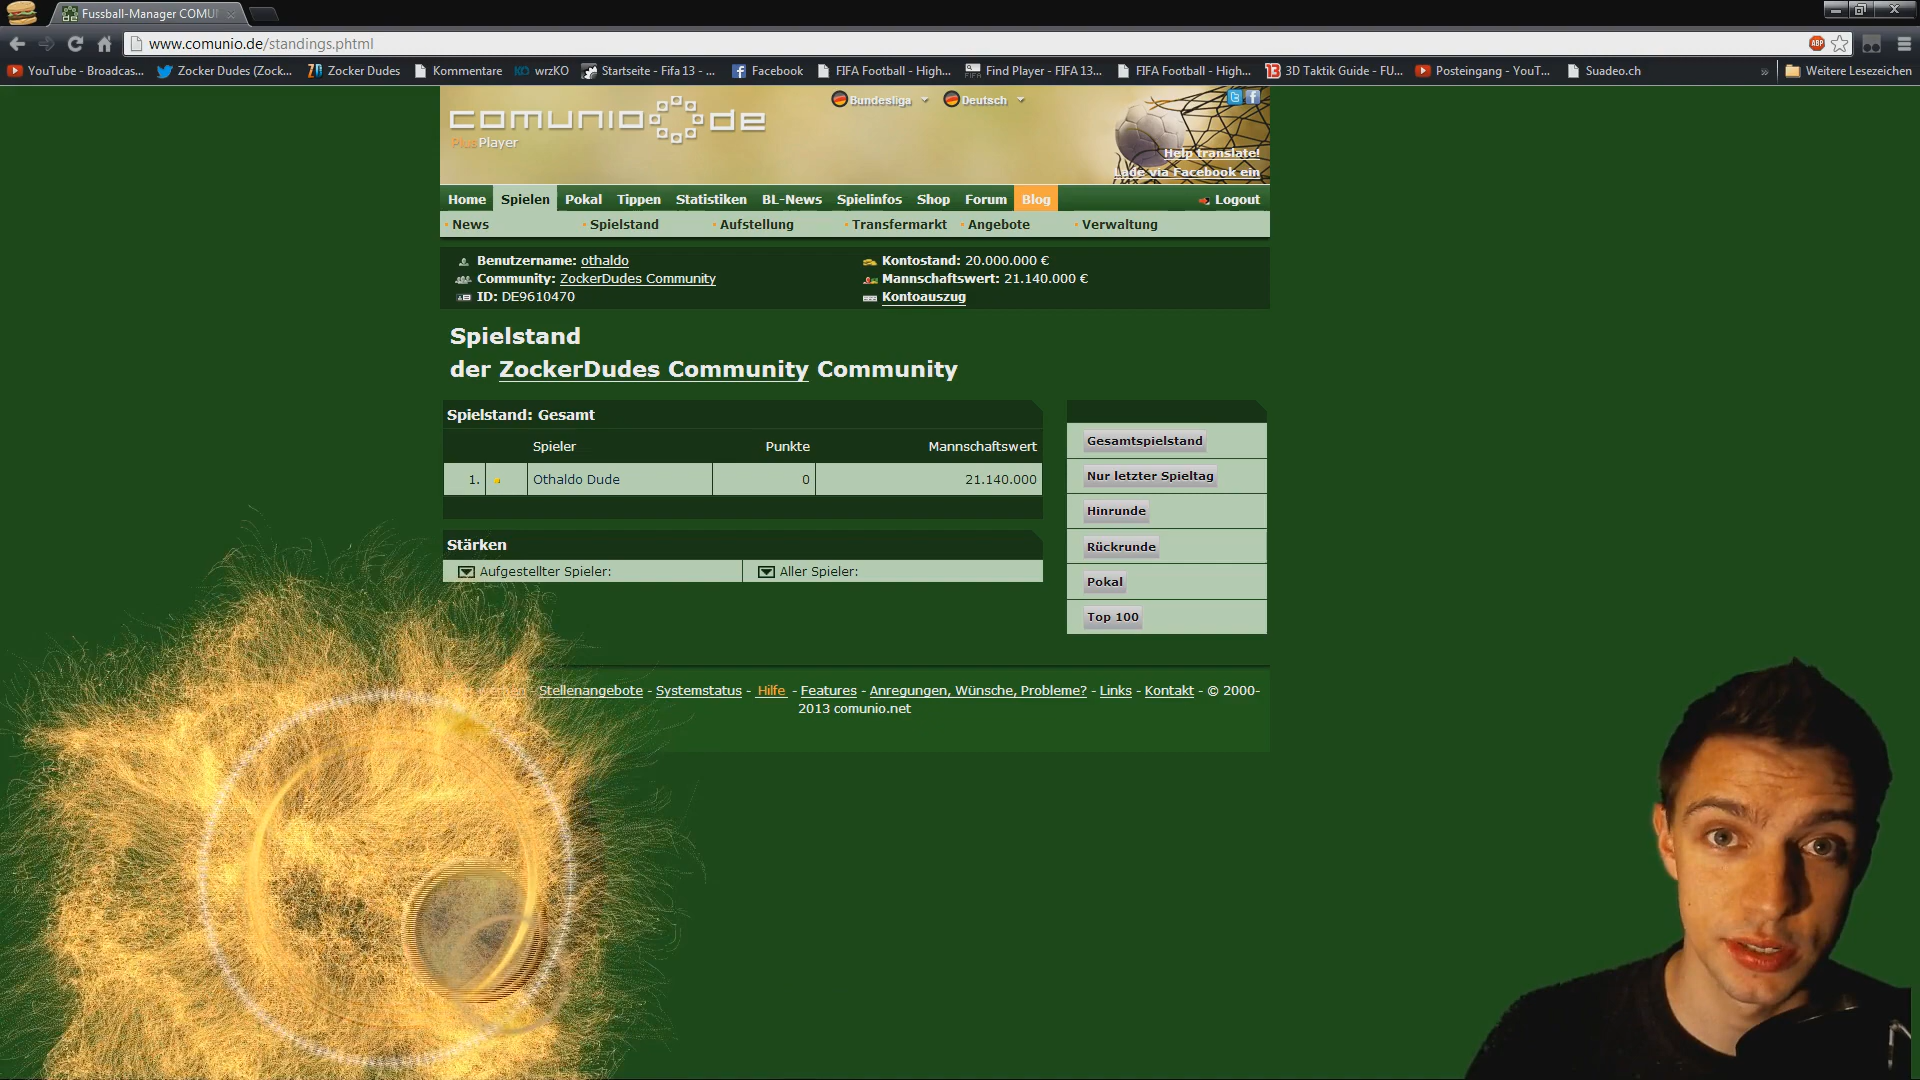 Fussball-Manager COMU
www.comunio.de/standings.phtml
ABP
YouTube - Broadcas...
Twitter Dudes (Zock...
Zocker Dudes
Kommentare
wrzKO
Startseite - Fifa 13 - ...
Facebook
FIFA Football - High...
Find Player - FIFA 13...
FIFA Football - High...
3D Taktik Guide - FU...
Posteingang - YouT...
Suadeo.ch
»
Weitere Lesezeichen
comunio de
PlusPlayer
Bundesliga
Deutsch
Help translate!
Lade via Facebook ein
Home Spielen Pokal Tippen Statistiken BL-News Spielinfos Shop Forum Blog Logout
News Spielstand Aufstellung Transfermarkt Angebote Verwaltung
Benutzername: othaldo
Community: ZockerDudes Community
ID: DE9610470
Kontostand: 20.000.000 €
Mannschaftswert: 21.140.000 €
Kontoauszug
Spielstand
der ZockerDudes Community Community
Spielstand: Gesamt
Spieler Punkte Mannschaftswert
1. Othaldo Dude 0 21.140.000
Stärken
Aufgestellter Spieler: Aller Spieler:
Gesamtspielstand
Nur letzter Spieltag
Hinrunde
Rückrunde
Pokal
Top 100
Stellenangebote - Systemstatus - Hilfe - Features - Anregungen, Wünsche, Probleme? - Links - Kontakt - © 2000-
2013 comunio.net